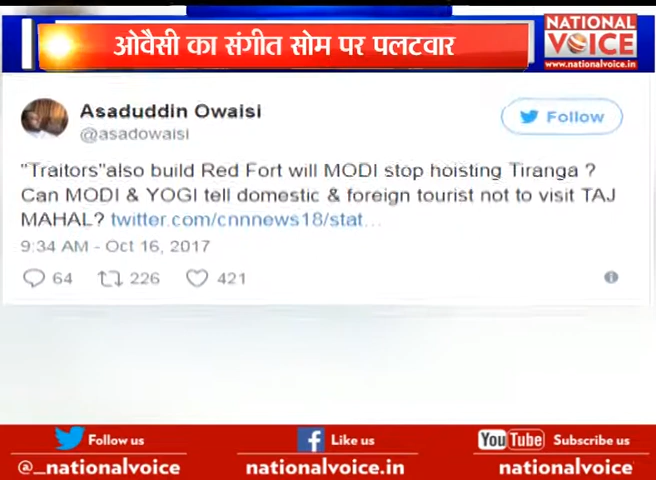 ओवैसी का संगीत सोम पर पलटवार
NATIONAL
VOICE
www.nationalvoice.in
Asaduddin Owaisi
@asadowaisi
Follow
"Traitors"also build Red Fort will MODI stop hoisting Tiranga ?
Can MODI & YOGI tell domestic & foreign tourist not to visit TAJ
MAHAL? twitter.com/cnnnews18/stat...
9:34 AM - Oct 16, 2017
64 226 421
Follow us
@_nationalvoice
Like us
nationalvoice.in
YouTube Subscribe us
nationalvoice